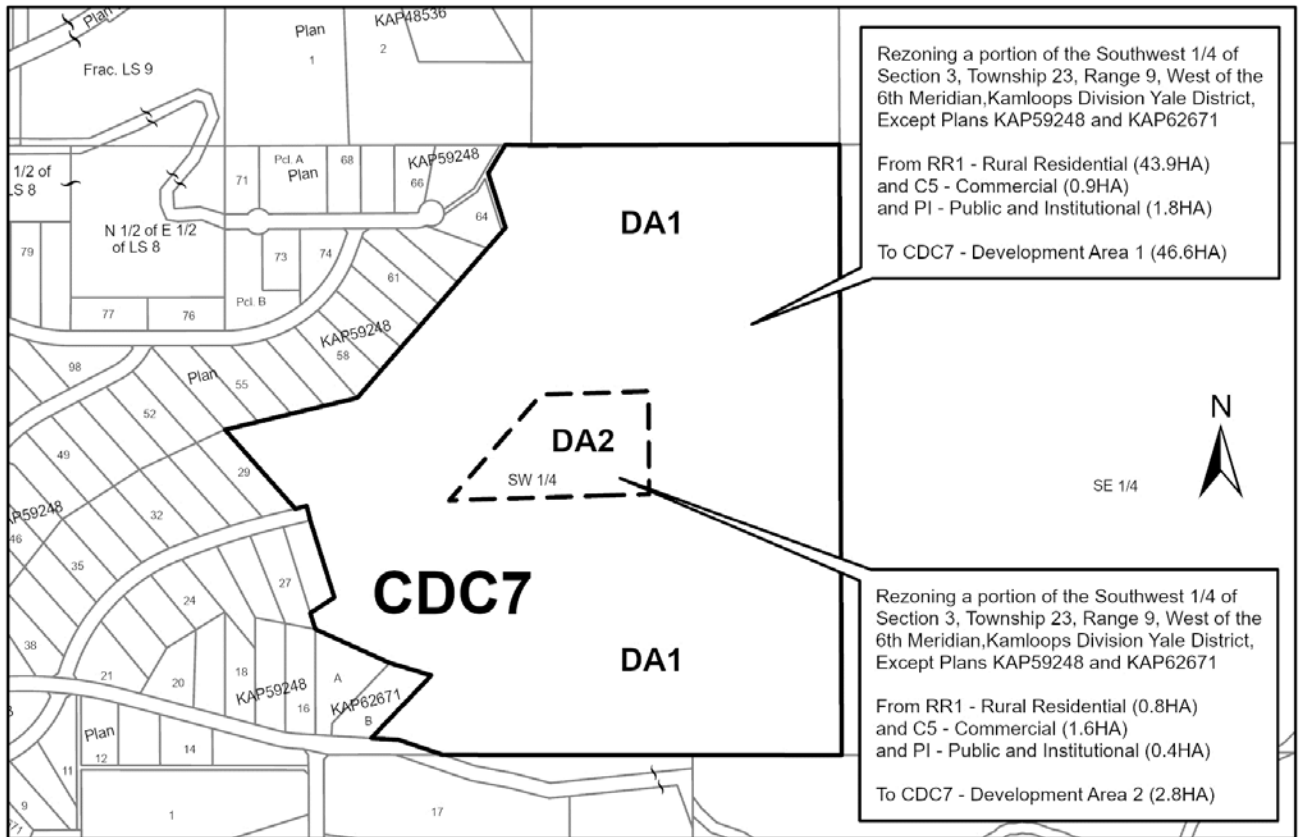 Plan
KAP48536
Plan
1
2
Frac. LS 9
Rezoning a portion of the Southwest 1/4 of
Section 3, Township 23, Range 9, West of the
6th Meridian,Kamloops Division Yale District,
Except Plans KAP59248 and KAP62671
From RR1 - Rural Residential (43.9HA)
and C5 - Commercial (0.9HA)
and PI - Public and Institutional (1.8HA)
To CDC7 - Development Area 1 (46.6HA)
1/2 of
LS 8
71
Pcl. A
Plan
68
KAP59248
66
64
N 1/2 of E 1/2
of LS 8
79
73
74
61
Pcl. B
77
76
KAP59248
58
DA1
98
Plan
55
52
49
29
DA2
SW 1/4
SE 1/4
N
KAP59248
46
32
35
27
24
CDC7
38
21
20
18
KAP59248
16
A
KAP62671
B
DA1
Plan
12
14
11
9
1
17
Rezoning a portion of the Southwest 1/4 of
Section 3, Township 23, Range 9, West of the
6th Meridian,Kamloops Division Yale District,
Except Plans KAP59248 and KAP62671
From RR1 - Rural Residential (0.8HA)
and C5 - Commercial (1.6HA)
and PI - Public and Institutional (0.4HA)
To CDC7 - Development Area 2 (2.8HA)